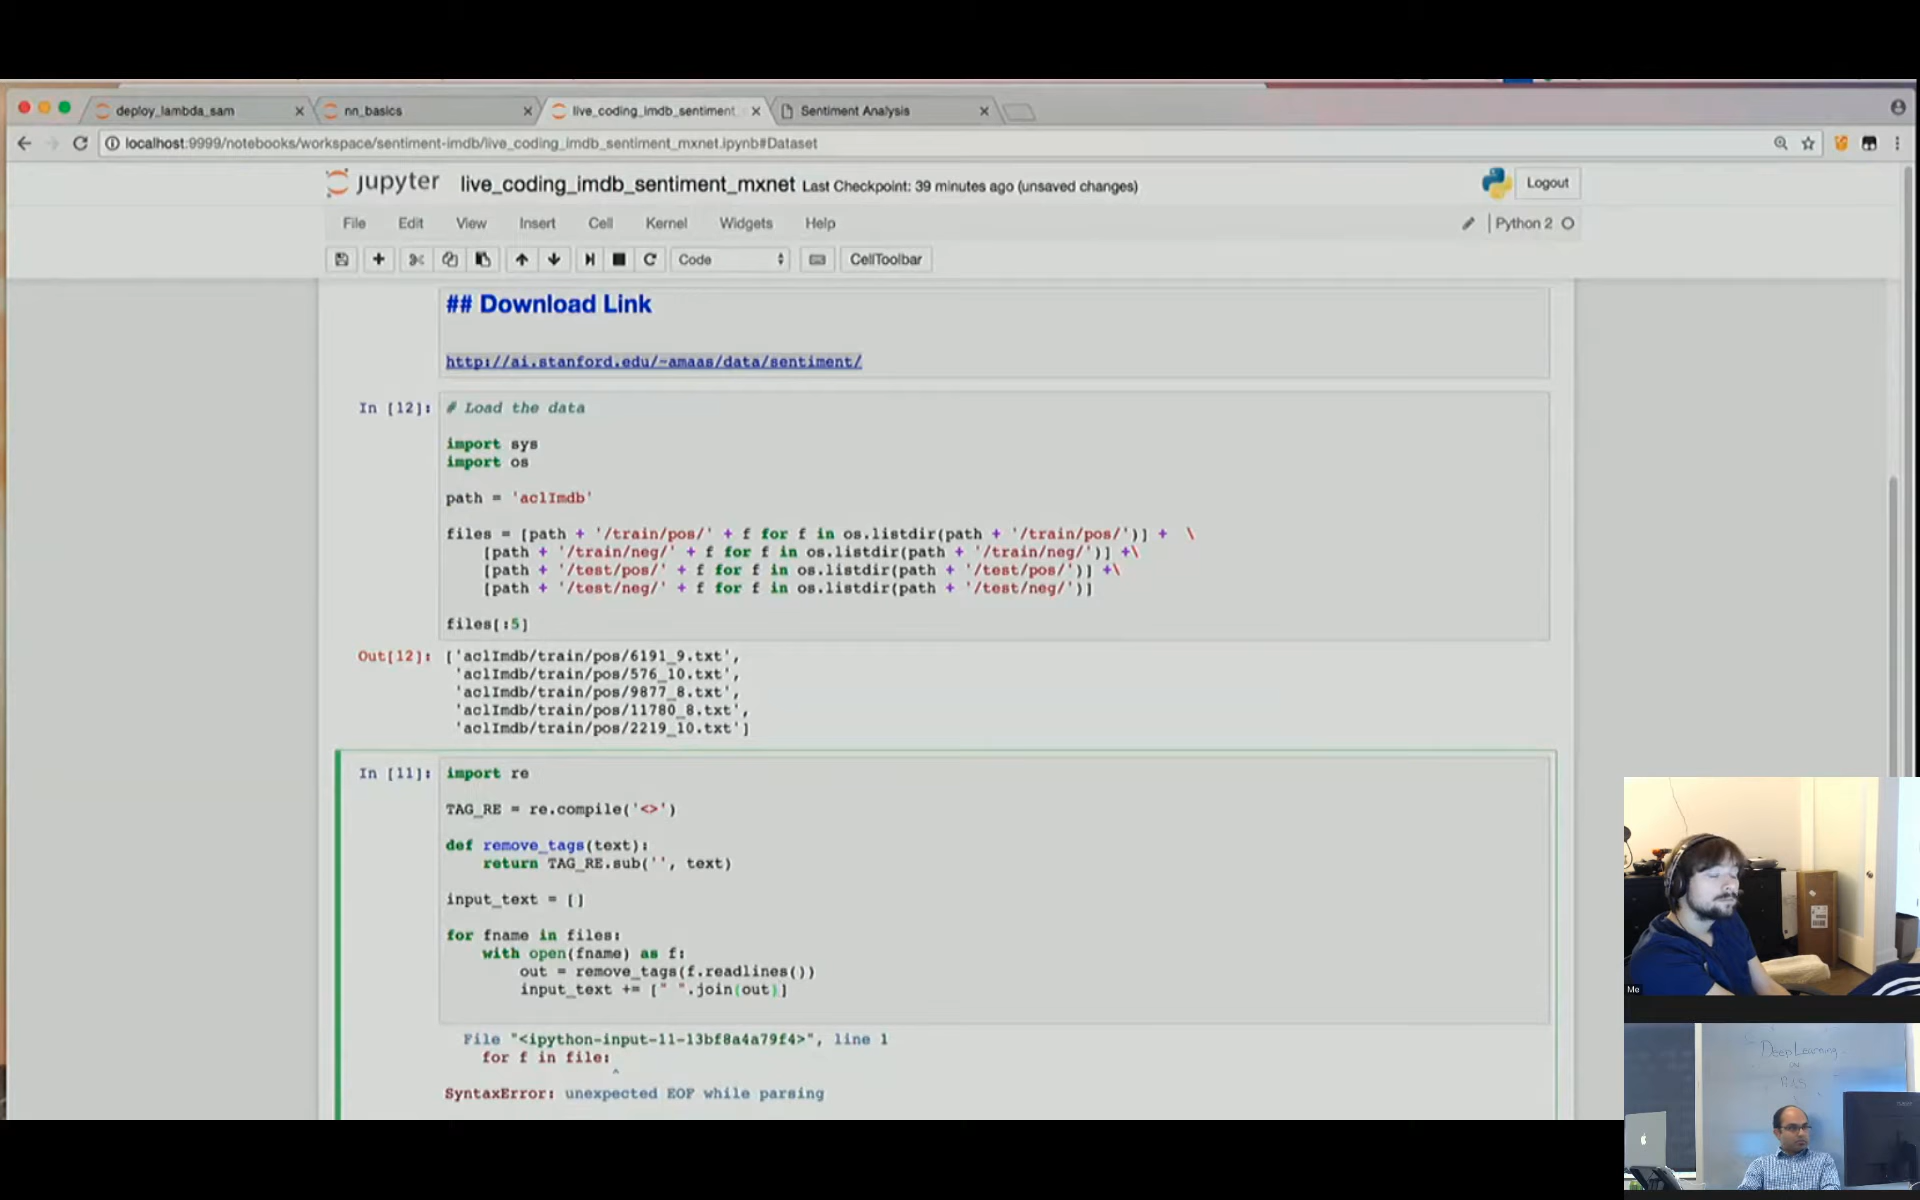 deploy_lambda_sam
nn_basics
live_coding_imdb_sentiment
Sentiment Analysis
localhost:9999/notebooks/workspace/sentiment-imdb/live_coding_imdb_sentiment_mxnet.ipynb#Dataset
jupyter live_coding_imdb_sentiment_mxnet Last Checkpoint: 39 minutes ago (unsaved changes)
Logout
File Edit View Insert Cell Kernel Widgets Help
Python 2
Code
CellToolbar
## Download Link
http://ai.stanford.edu/~amaas/data/sentiment/
In [12]: # Load the data
import sys
import os
path = 'aclImdb'
files = [path + '/train/pos/' + f for f in os.listdir(path + '/train/pos/')] + \
[path + '/train/neg/' + f for f in os.listdir(path + '/train/neg/')] +\
[path + '/test/pos/' + f for f in os.listdir(path + '/test/pos/')] +\
[path + '/test/neg/' + f for f in os.listdir(path + '/test/neg/')]
files[:5]
Out[12]: ['aclImdb/train/pos/6191_9.txt',
'aclImdb/train/pos/576_10.txt',
'aclImdb/train/pos/9877_8.txt',
'aclImdb/train/pos/11780_8.txt',
'aclImdb/train/pos/2219_10.txt']
In [11]: import re
TAG_RE = re.compile('<>')
def remove_tags(text):
return TAG_RE.sub('', text)
input_text = []
for fname in files:
with open(fname) as f:
out = remove_tags(f.readlines())
input_text += [" ".join(out)]
File "<ipython-input-11-13bf8a4a79f4>", line 1
for f in file:
^
SyntaxError: unexpected EOF while parsing
Me
Deep Learning
on
AWS